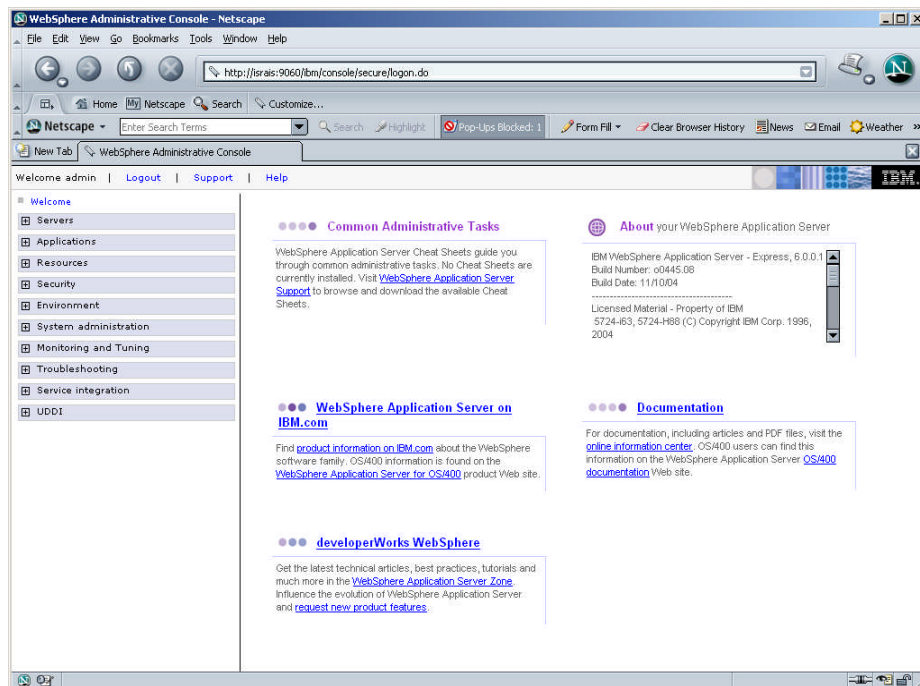 WebSphere Administrative Console - Netscape
File Edit View Go Bookmarks Tools Window Help
http://israis:9060/ibm/console/secure/logon.do
Home My Netscape Search Customize...
Netscape Enter Search Terms Search Highlight Pop-Ups Blocked: 1 Form Fill Clear Browser History News Email Weather »
New Tab WebSphere Administrative Console
Welcome admin | Logout | Support | Help
IBM.
Welcome
Servers
Applications
Resources
Security
Environment
System administration
Monitoring and Tuning
Troubleshooting
Service integration
UDDI
Common Administrative Tasks
WebSphere Application Server Cheat Sheets guide you
through common administrative tasks. No Cheat Sheets are
currently installed. Visit WebSphere Application Server
Support to browse and download the available Cheat
Sheets.
About your WebSphere Application Server
IBM WebSphere Application Server - Express, 6.0.0.1
Build Number: o0445.08
Build Date: 11/10/04
----------------------------------------
Licensed Material - Property of IBM
5724-i63, 5724-H88 (C) Copyright IBM Corp. 1996,
2004
WebSphere Application Server on
IBM.com
Find product information on IBM.com about the WebSphere
software family. OS/400 information is found on the
WebSphere Application Server for OS/400 product Web site.
Documentation
For documentation, including articles and PDF files, visit the
online information center. OS/400 users can find this
information on the WebSphere Application Server OS/400
documentation Web site.
developerWorks WebSphere
Get the latest technical articles, best practices, tutorials and
much more in the WebSphere Application Server Zone.
Influence the evolution of WebSphere Application Server
and request new product features.